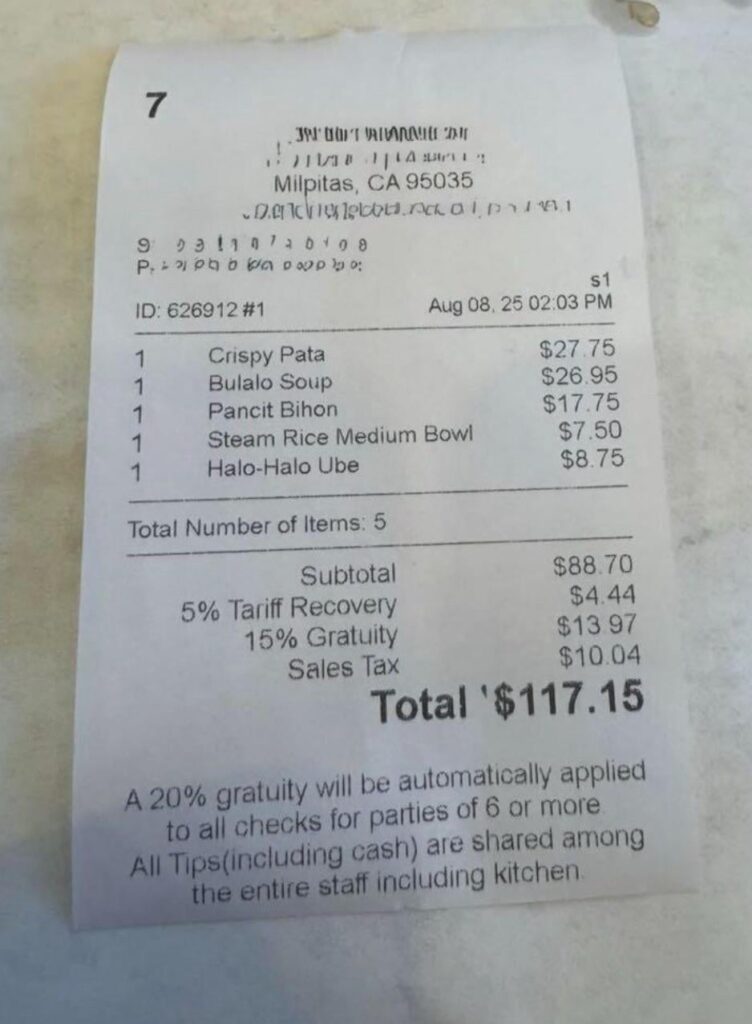 7
Milpitas, CA 95035
s1
ID: 626912 #1 Aug 08, 25 02:03 PM
1 Crispy Pata $27.75
1 Bulalo Soup $26.95
1 Pancit Bihon $17.75
1 Steam Rice Medium Bowl $7.50
1 Halo-Halo Ube $8.75
Total Number of Items: 5
Subtotal $88.70
5% Tariff Recovery $4.44
15% Gratuity $13.97
Sales Tax $10.04
Total $117.15
A 20% gratuity will be automatically applied
to all checks for parties of 6 or more
All Tips(including cash) are shared among
the entire staff including kitchen.